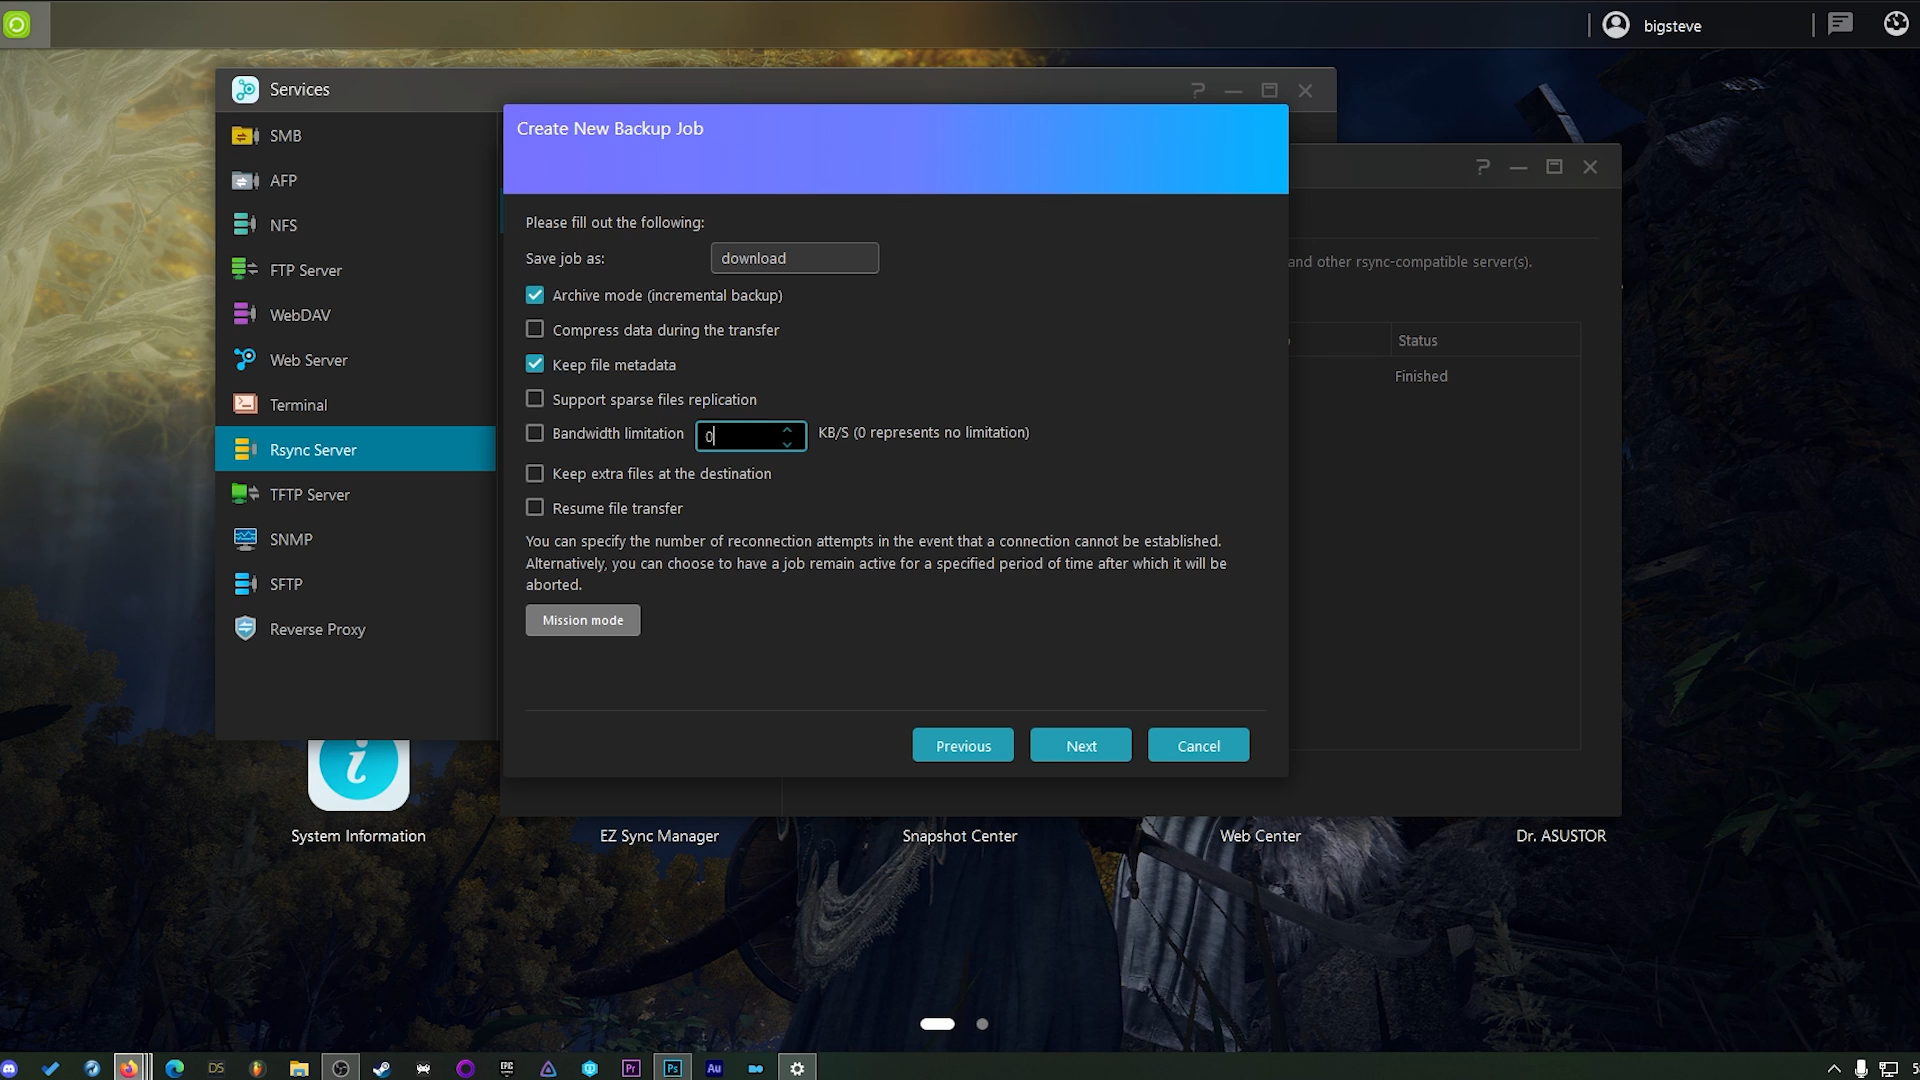 bigsteve
Services
SMB
AFP
NFS
FTP Server
WebDAV
Web Server
Terminal
Rsync Server
TFTP Server
SNMP
SFTP
Reverse Proxy
Create New Backup Job
Please fill out the following:
Save job as: download
Archive mode (incremental backup)
Compress data during the transfer
Keep file metadata
Support sparse files replication
Bandwidth limitation 0 KB/S (0 represents no limitation)
Keep extra files at the destination
Resume file transfer
You can specify the number of reconnection attempts in the event that a connection cannot be established.
Alternatively, you can choose to have a job remain active for a specified period of time after which it will be
aborted.
Mission mode
Previous Next Cancel
and other rsync-compatible server(s).
Status
Finished
System Information EZ Sync Manager Snapshot Center Web Center Dr. ASUSTOR
DS EPIC Pr Ps Au